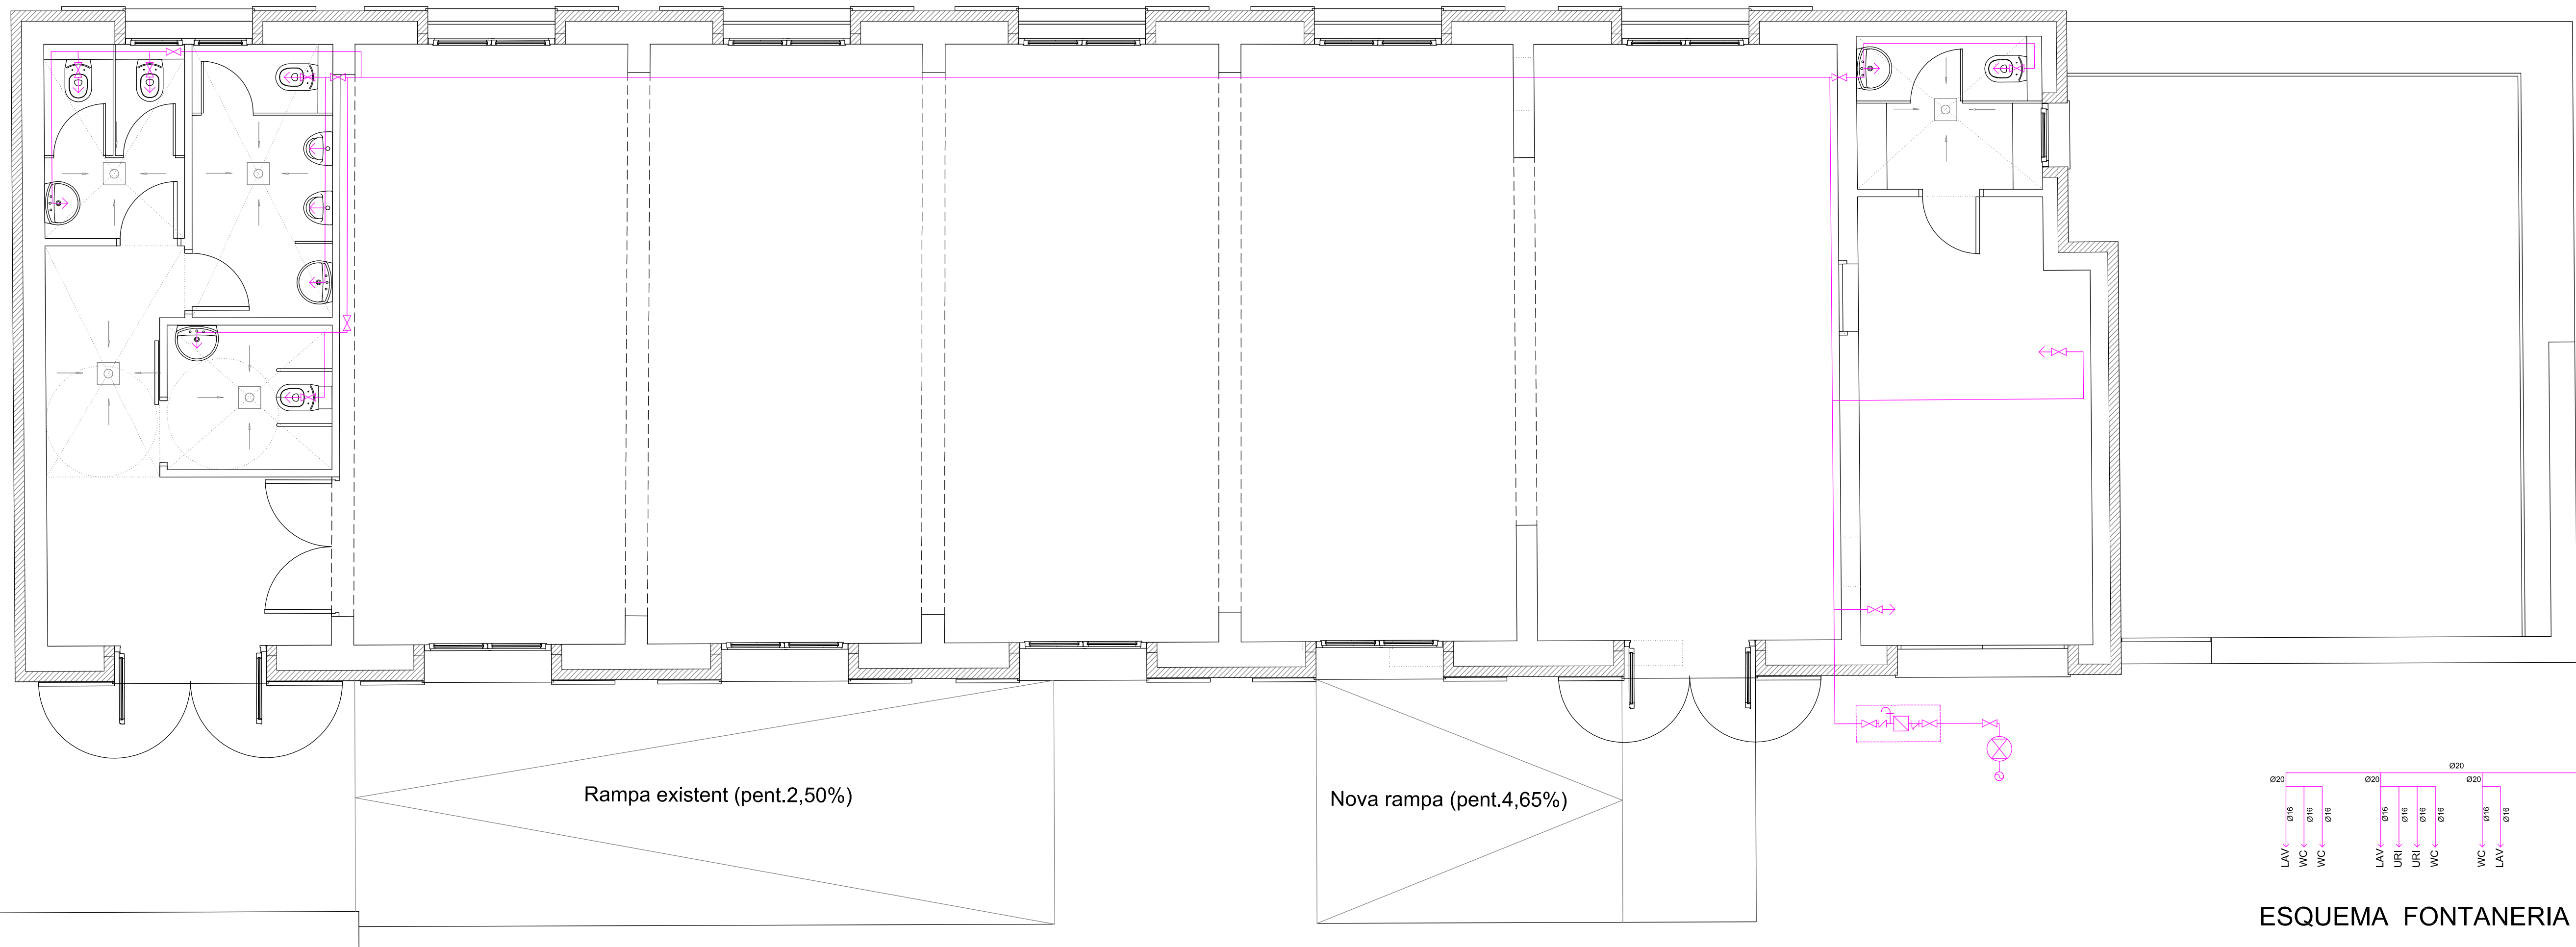 Rampa existent (pent.2,50%)
Nova rampa (pent.4,65%)
Ø20
Ø20
Ø20
Ø20
Ø16
Ø16
Ø16
Ø16
Ø16
Ø16
Ø16
Ø16
Ø16
LAV
WC
WC
LAV
URI
URI
WC
WC
LAV
ESQUEMA FONTANERIA